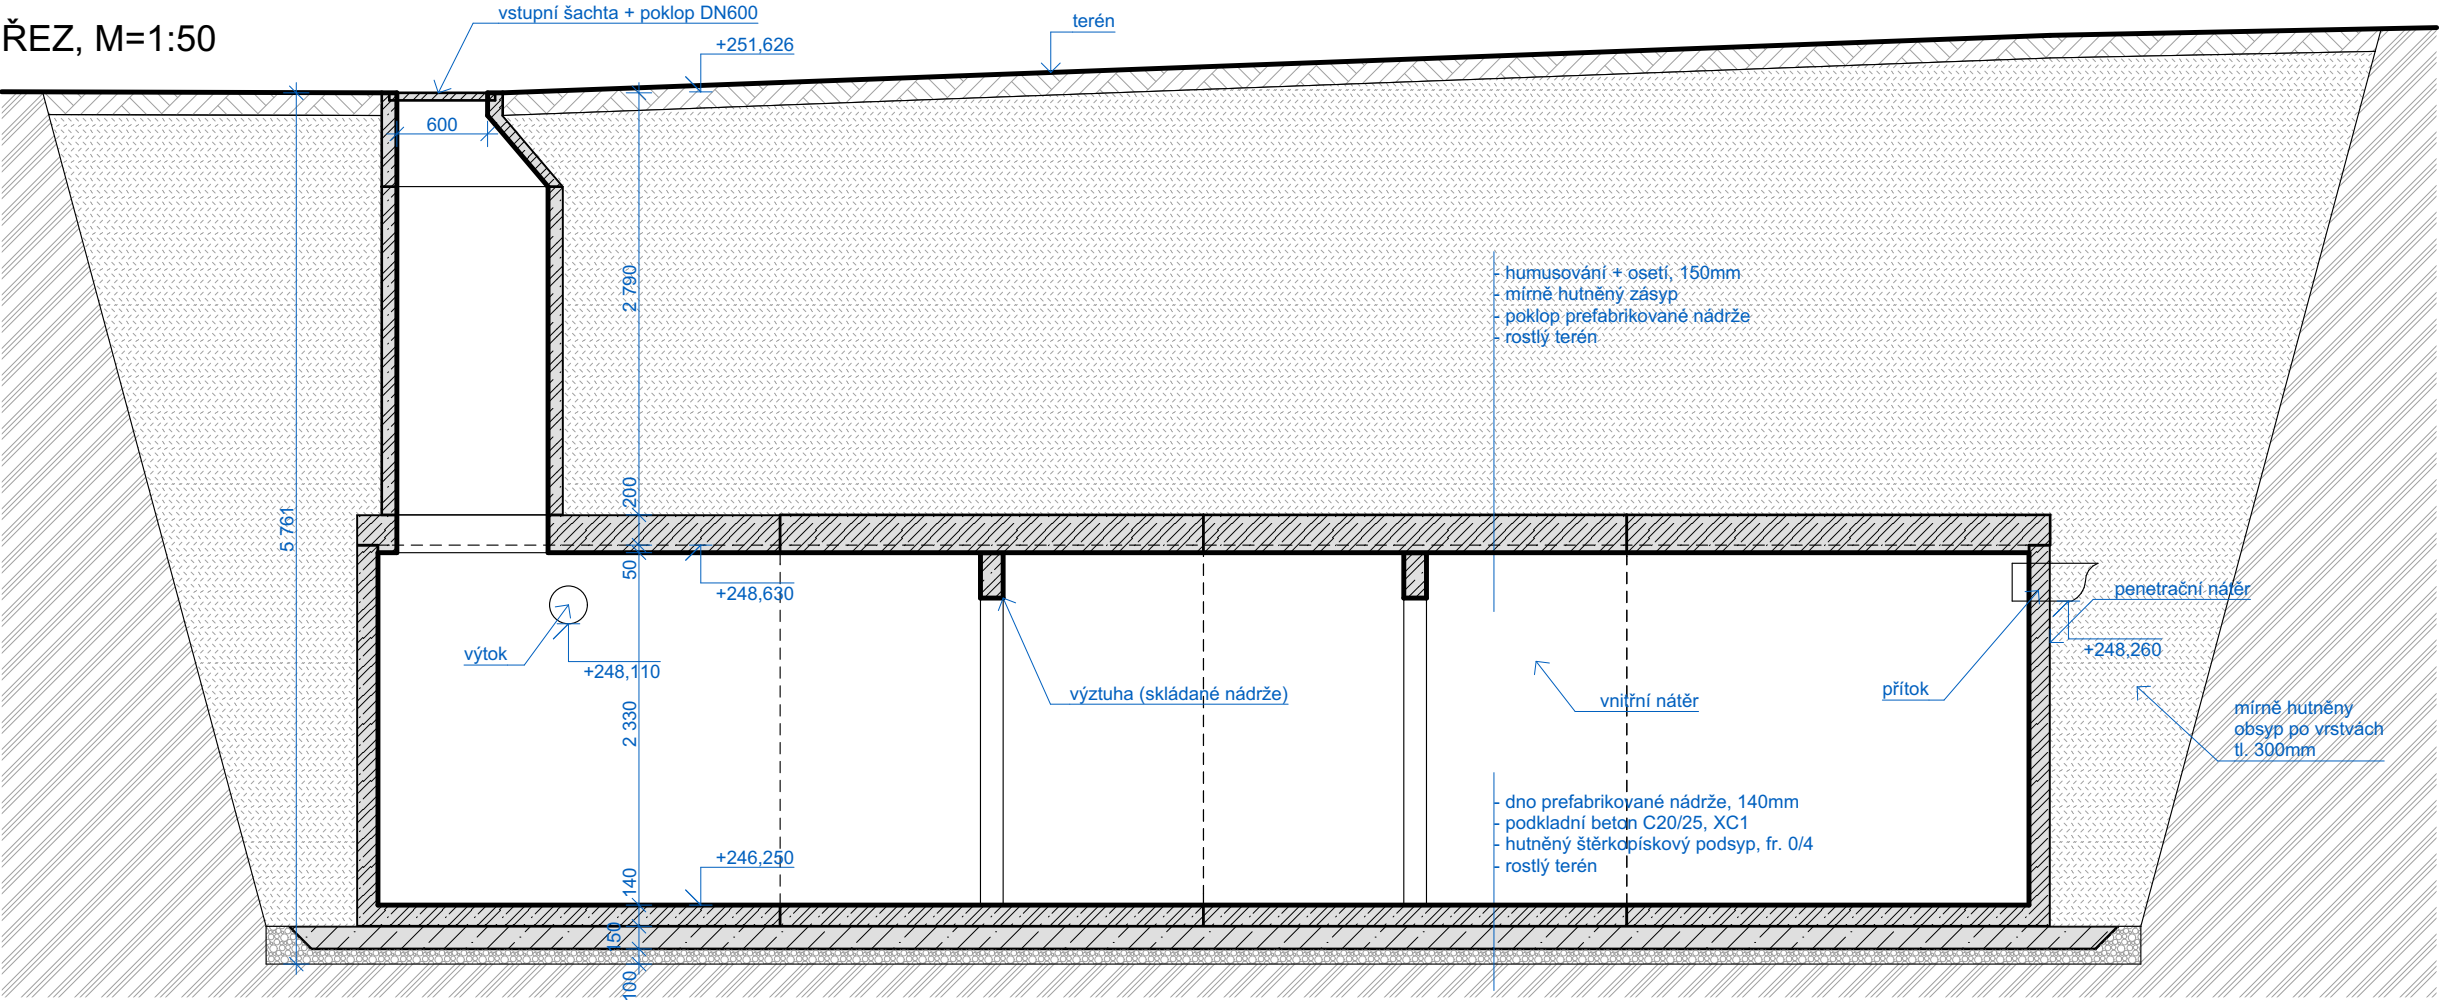 ŘEZ, M=1:50
vstupní šachta + poklop DN600
+251,626
terén
600
2 790
5 761
200
50
- humusování + osetí, 150mm
- mírně hutněný zásyp
- poklop prefabrikované nádrže
- rostlý terén
+248,630
výtok
+248,110
2 330
výztuha (skládané nádrže)
vnitřní nátěr
přítok
penetrační nátěr
+248,260
mírně hutněny
obsyp po vrstvách
tl. 300mm
- dno prefabrikované nádrže, 140mm
- podkladní beton C20/25, XC1
- hutněný štěrkopískový podsyp, fr. 0/4
- rostlý terén
+246,250
140
150
100